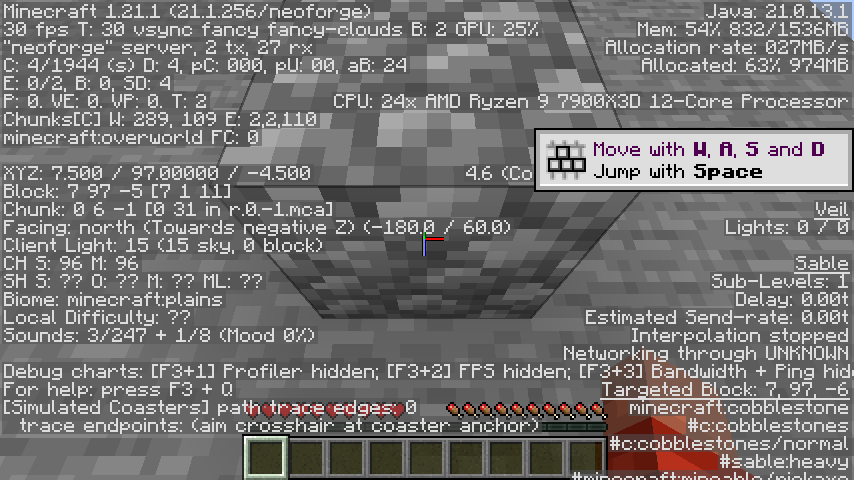 Minecraft 1.21.1 (21.1.256/neoforge)
30 fps T: 30 vsync fancy fancy-clouds B: 2 GPU: 25%
"neoforge" server, 2 tx, 27 rx
C: 4/1944 (s) D: 4, pC: 000, pU: 00, aB: 24
E: 0/2, B: 0, SD: 4
P: 0. VE: 0. VP: 0. T: 2
Chunks[C] W: 289, 109 E: 2,2,110
minecraft:overworld FC: 0
XYZ: 7.500 / 97.00000 / -4.500
Block: 7 97 -5 [7 1 11]
Chunk: 0 6 -1 [0 31 in r.0.-1.mca]
Facing: north (Towards negative Z) (-180.0 / 60.0)
Client Light: 15 (15 sky, 0 block)
CH S: 96 M: 96
SH S: ?? O: ?? M: ?? ML: ??
Biome: minecraft:plains
Local Difficulty: ??
Sounds: 3/247 + 1/8 (Mood 0%)
Debug charts: [F3+1] Profiler hidden; [F3+2] FPS hidden; [F3+3] Bandwidth + Ping hid
For help: press F3 + Q
[Simulated Coasters] path trace edges: 0
trace endpoints: (aim crosshair at coaster anchor)
Java: 21.0.13.1
Mem: 54% 832/1536MB
Allocation rate: 027MB/s
Allocated: 63% 974MB
CPU: 24x AMD Ryzen 9 7900X3D 12-Core Processor
4.6 (Co
Move with W, A, S and D
Jump with Space
Veil
Lights: 0 / 0
Sable
Sub-Levels: 1
Delay: 0.00t
Estimated Send-rate: 0.00t
Interpolation stopped
Networking through UNKNOWN
Targeted Block: 7, 97, -6
minecraft:cobblestone
#c:cobblestones
#c:cobblestones/normal
#sable:heavy
#minecraft:mineable/pickaxe